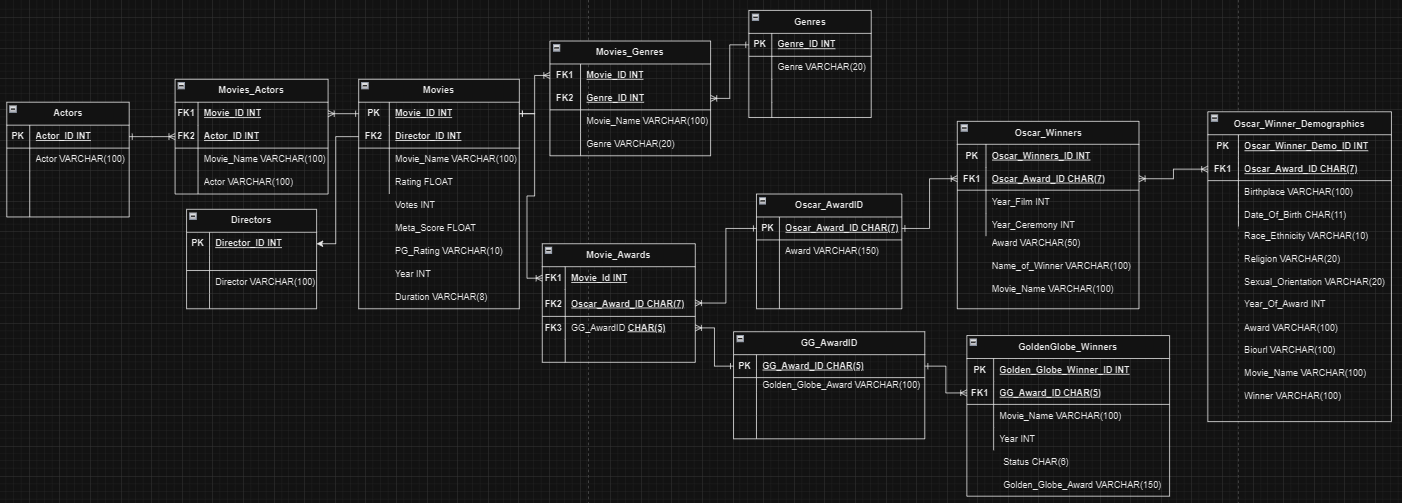 Actors
PK Actor_ID INT
Actor VARCHAR(100)
Movies_Actors
FK1 Movie_ID INT
FK2 Actor_ID INT
Movie_Name VARCHAR(100)
Actor VARCHAR(100)
Directors
PK Director_ID INT
Director VARCHAR(100)
Movies
PK Movie_ID INT
FK2 Director_ID INT
Movie_Name VARCHAR(100)
Rating FLOAT
Votes INT
Meta_Score FLOAT
PG_Rating VARCHAR(10)
Year INT
Duration VARCHAR(8)
Movies_Genres
FK1 Movie_ID INT
FK2 Genre_ID INT
Movie_Name VARCHAR(100)
Genre VARCHAR(20)
Genres
PK Genre_ID INT
Genre VARCHAR(20)
Movie_Awards
FK1 Movie_Id INT
FK2 Oscar_Award_ID CHAR(7)
FK3 GG_AwardID CHAR(5)
Oscar_AwardID
PK Oscar_Award_ID CHAR(7)
Award VARCHAR(150)
GG_AwardID
PK GG_Award_ID CHAR(5)
Golden_Globe_Award VARCHAR(100)
Oscar_Winners
PK Oscar_Winners_ID INT
FK1 Oscar_Award_ID CHAR(7)
Year_Film INT
Year_Ceremony INT
Award VARCHAR(50)
Name_of_Winner VARCHAR(100)
Movie_Name VARCHAR(100)
GoldenGlobe_Winners
PK Golden_Globe_Winner_ID INT
FK1 GG_Award_ID CHAR(5)
Movie_Name VARCHAR(100)
Year INT
Status CHAR(6)
Golden_Globe_Award VARCHAR(150)
Oscar_Winner_Demographics
PK Oscar_Winner_Demo_ID INT
FK1 Oscar_Award_ID CHAR(7)
Birthplace VARCHAR(100)
Date_Of_Birth CHAR(11)
Race_Ethnicity VARCHAR(10)
Religion VARCHAR(20)
Sexual_Orientation VARCHAR(20)
Year_Of_Award INT
Award VARCHAR(100)
Biourl VARCHAR(100)
Movie_Name VARCHAR(100)
Winner VARCHAR(100)